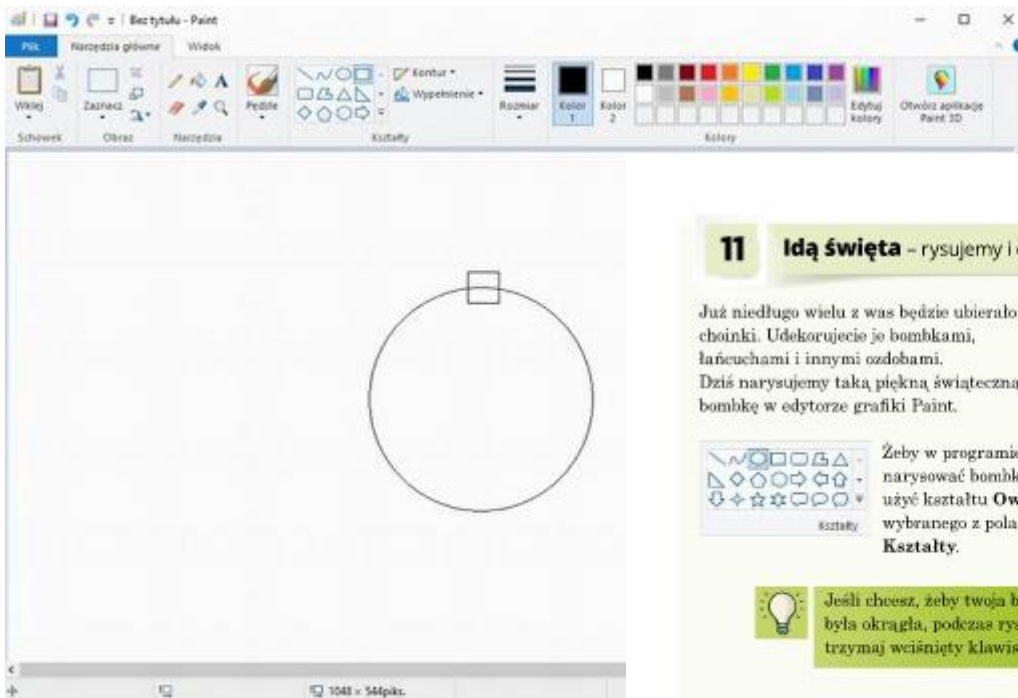 Bez tytułu - Paint
Plik Narzędzia główne Widok
Wklej
Zaznacz
Pędzle
Kontur
Wypełnienie
Rozmiar
Kolor 1
Kolor 2
Edytuj kolory
Otwórz aplikację Paint 3D
Schowek Obraz Narzędzia Kształty Kolory
11 Idą święta – rysujemy i
Już niedługo wielu z was będzie ubierało
choinki. Udekorujecie je bombkami,
łańcuchami i innymi ozdobami.
Dziś narysujemy taką piękną świąteczną
bombkę w edytorze grafiki Paint.
Żeby w programie
narysować bombk
użyć kształtu Ow
wybranego z pola
Kształty.
Kształty
Jeśli chcesz, żeby twoja b
była okrągła, podczas rys
trzymaj wciśnięty klawis
1048 × 544piks.